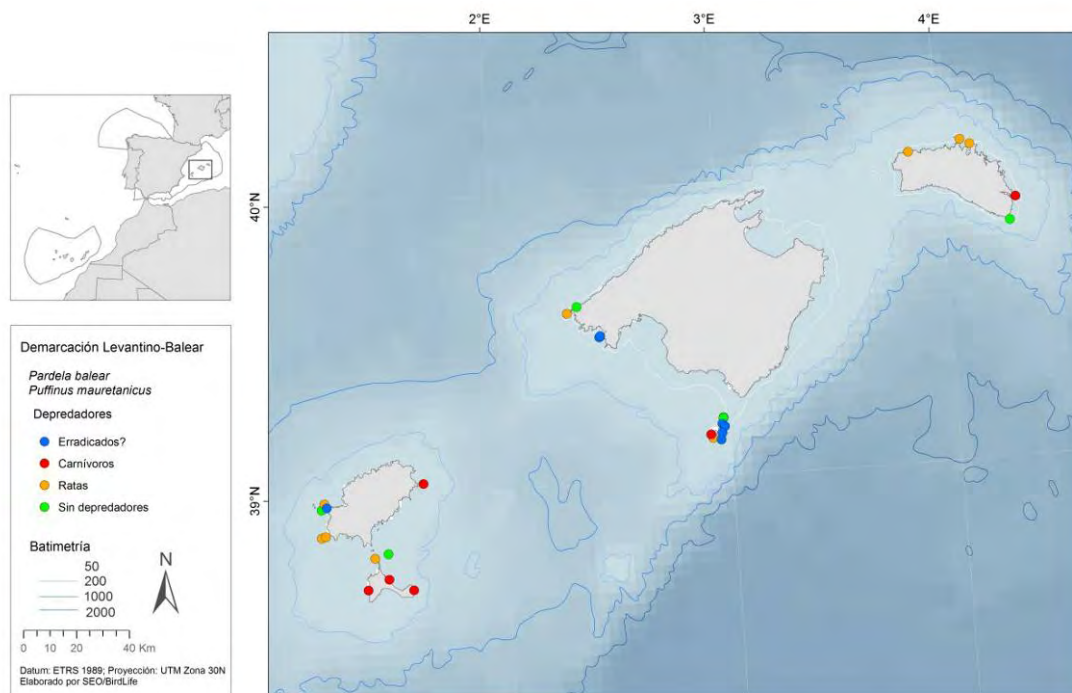 2°E
3°E
4°E
40°N
39°N
Demarcación Levantino-Balear
Pardela balear
Puffinus mauretanicus
Depredadores
Erradicados?
Carnívoros
Ratas
Sin depredadores
Batimetría
50
200
1000
2000
N
0 10 20 40 Km
Datum: ETRS 1989; Proyección: UTM Zona 30N
Elaborado por SEO/BirdLife